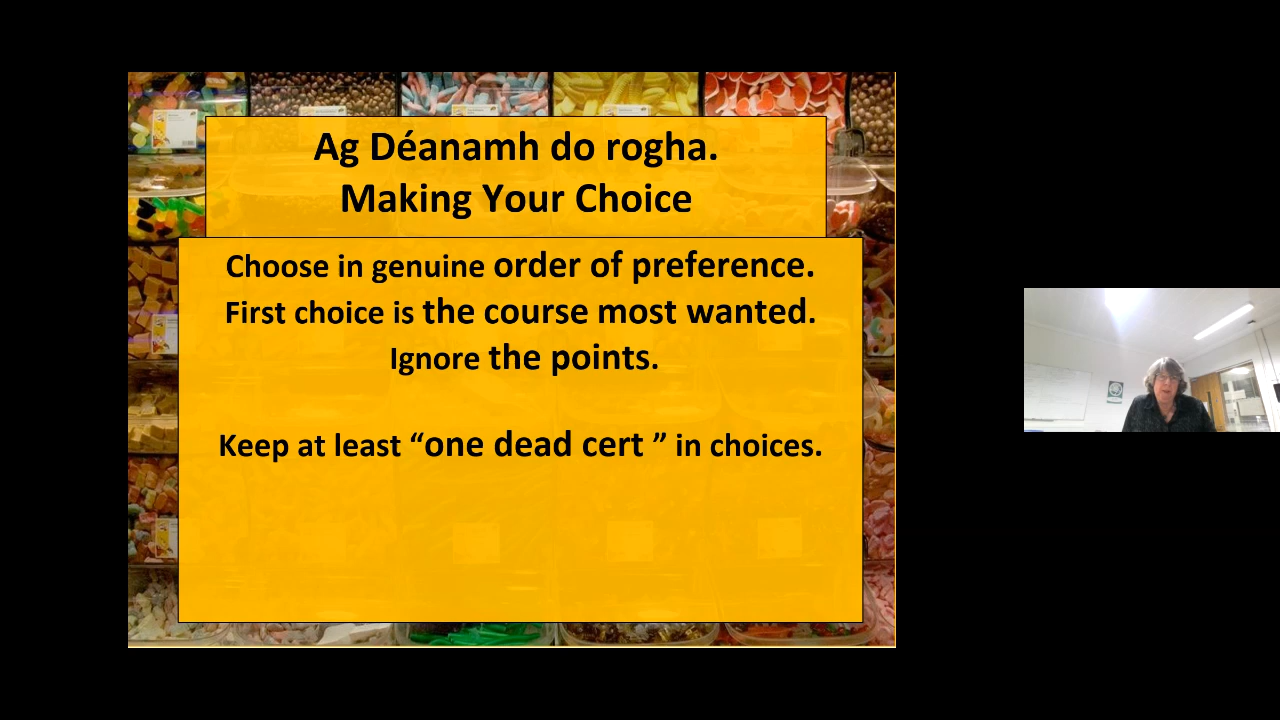 Ag Déanamh do rogha.
Making Your Choice
Choose in genuine order of preference.
First choice is the course most wanted.
Ignore the points.
Keep at least “one dead cert ” in choices.